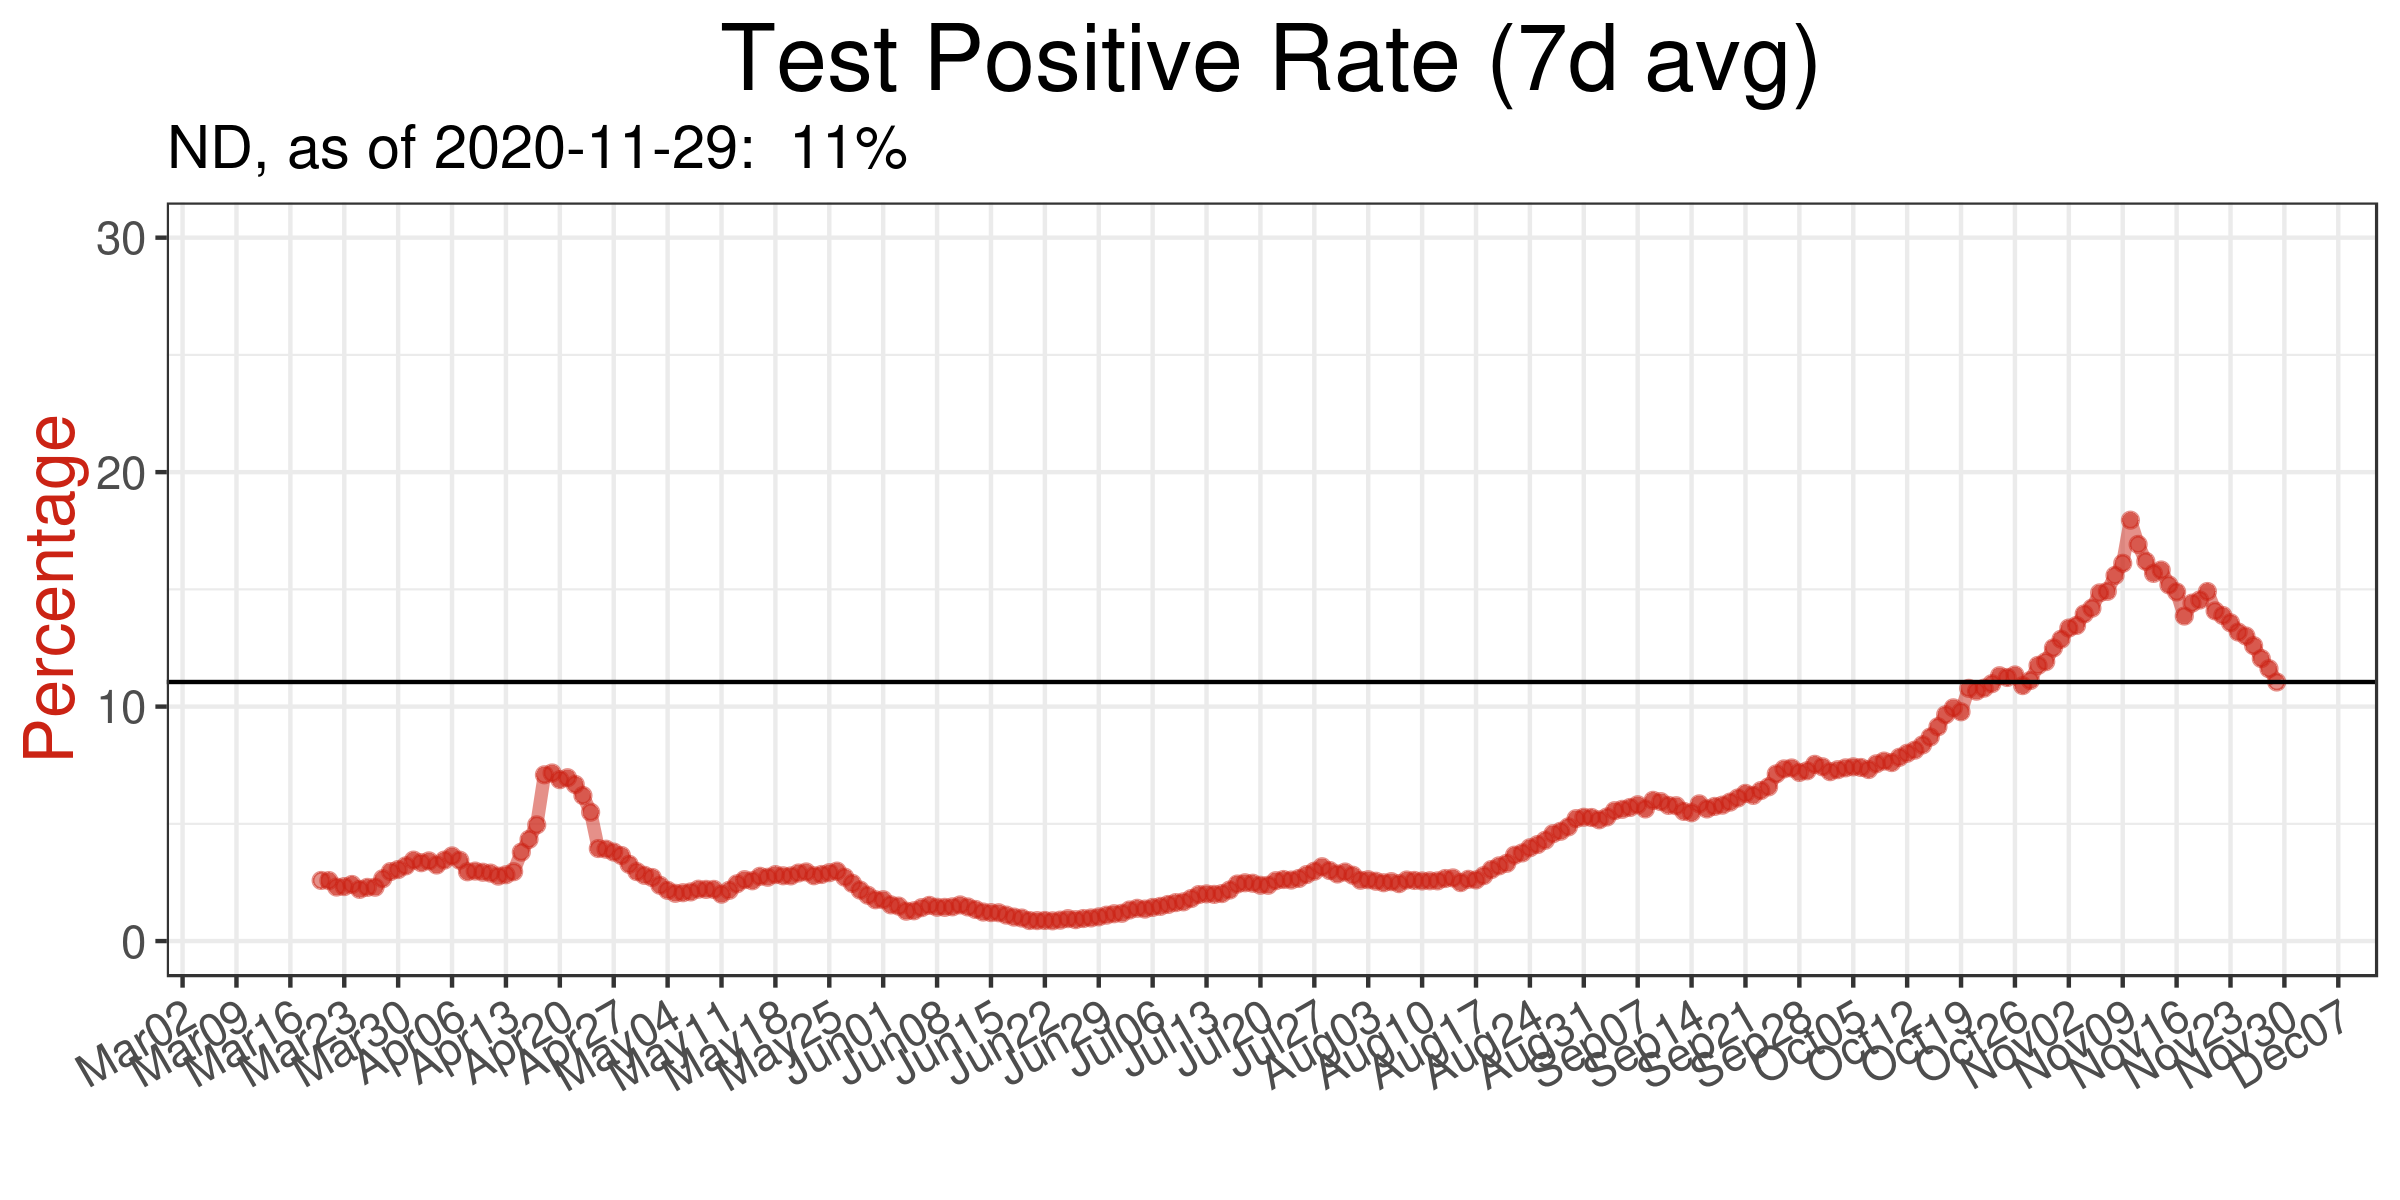 Test Positive Rate (7d avg)
ND, as of 2020-11-29:  11%
Percentage
30
20
10
0
Mar02
Mar09
Mar16
Mar23
Mar30
Apr06
Apr13
Apr20
Apr27
May04
May11
May18
May25
Jun01
Jun08
Jun15
Jun22
Jun29
Jul06
Jul13
Jul20
Jul27
Aug03
Aug10
Aug17
Aug24
Aug31
Sep07
Sep14
Sep21
Sep28
Oct05
Oct12
Oct19
Oct26
Nov02
Nov09
Nov16
Nov23
Nov30
Dec07